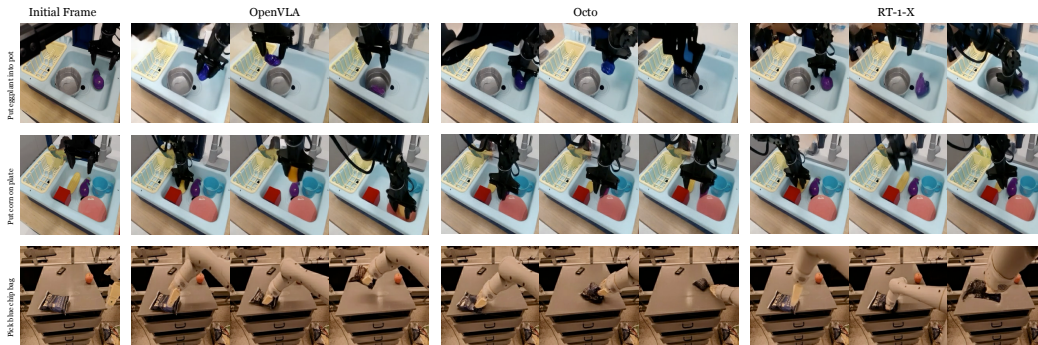 Initial Frame
OpenVLA
Octo
RT-1-X
Put eggplant into pot
Put corn on plate
Pick blue chip bag